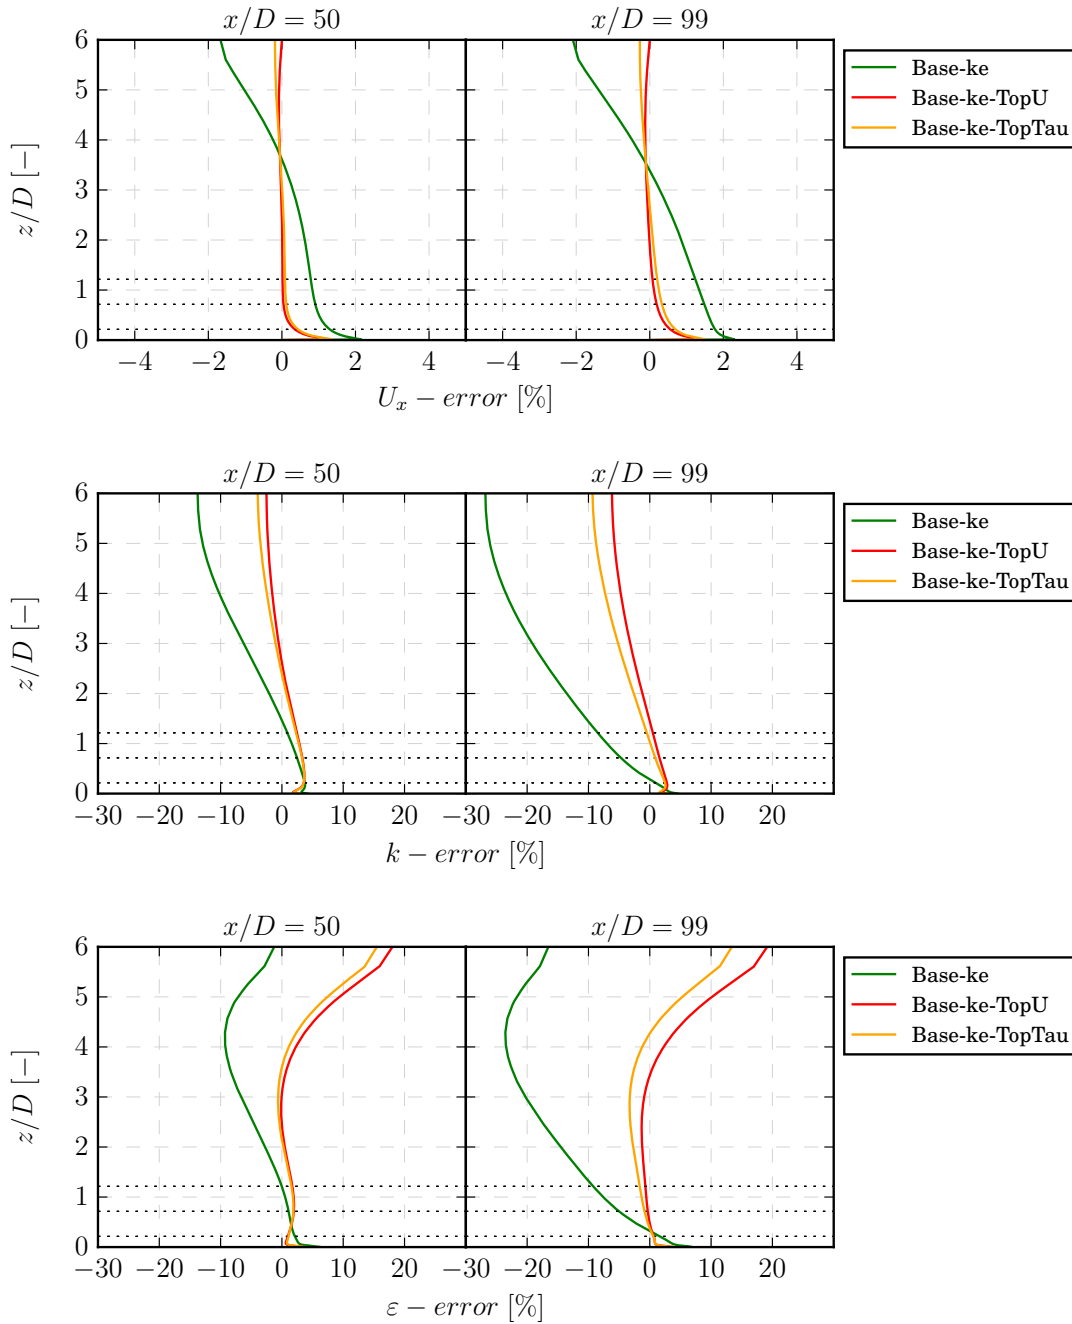 x/D = 50 x/D = 99
6
5
4
3
2
1
0
z/D [−]
−4 −2 0 2 4 −4 −2 0 2 4
U_x − error [%]
Base-ke
Base-ke-TopU
Base-ke-TopTau
x/D = 50 x/D = 99
6
5
4
3
2
1
0
z/D [−]
−30 −20 −10 0 10 20 −30 −20 −10 0 10 20
k − error [%]
Base-ke
Base-ke-TopU
Base-ke-TopTau
x/D = 50 x/D = 99
6
5
4
3
2
1
0
z/D [−]
−30 −20 −10 0 10 20 −30 −20 −10 0 10 20
ε − error [%]
Base-ke
Base-ke-TopU
Base-ke-TopTau